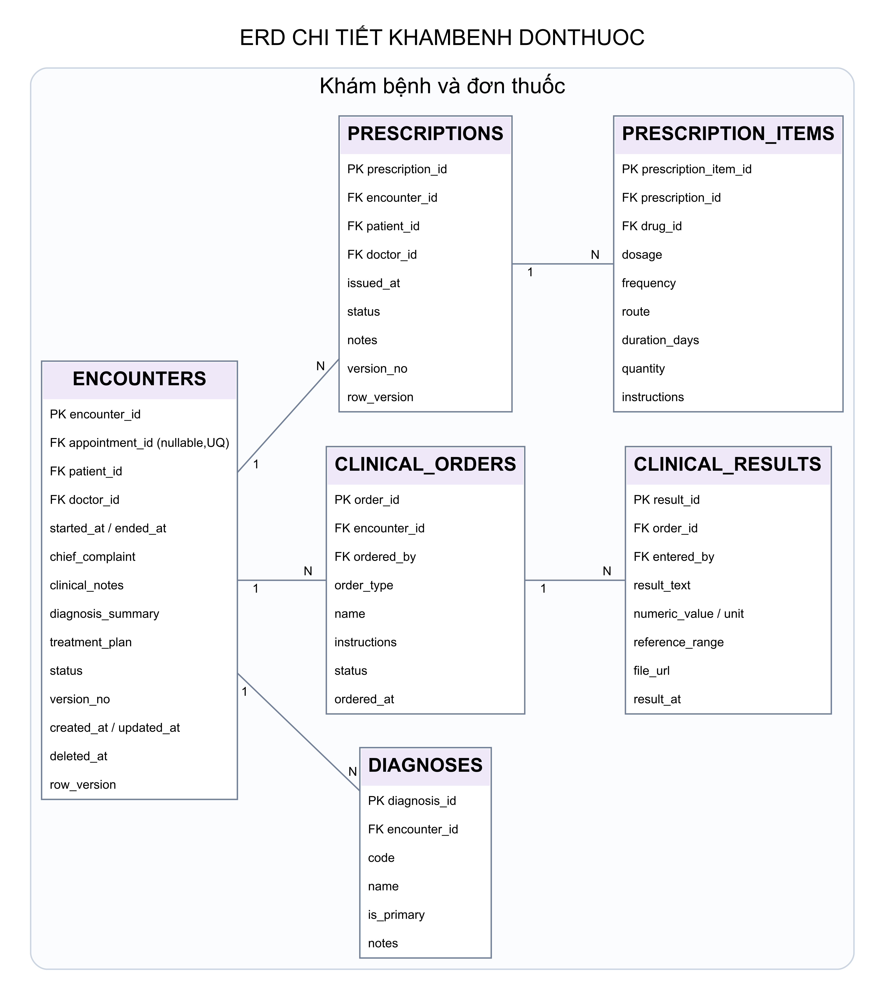 ERD CHI TIẾT KHAMBENH DONTHUOC
Khám bệnh và đơn thuốc
PRESCRIPTIONS
PK prescription_id
FK encounter_id
FK patient_id
FK doctor_id
issued_at
status
notes
version_no
row_version
PRESCRIPTION_ITEMS
PK prescription_item_id
FK prescription_id
FK drug_id
dosage
frequency
route
duration_days
quantity
instructions
1
N
ENCOUNTERS
PK encounter_id
FK appointment_id (nullable,UQ)
FK patient_id
FK doctor_id
started_at / ended_at
chief_complaint
clinical_notes
diagnosis_summary
treatment_plan
status
version_no
created_at / updated_at
deleted_at
row_version
1
N
1
N
1
N
CLINICAL_ORDERS
PK order_id
FK encounter_id
FK ordered_by
order_type
name
instructions
status
ordered_at
1
N
CLINICAL_RESULTS
PK result_id
FK order_id
FK entered_by
result_text
numeric_value / unit
reference_range
file_url
result_at
DIAGNOSES
PK diagnosis_id
FK encounter_id
code
name
is_primary
notes